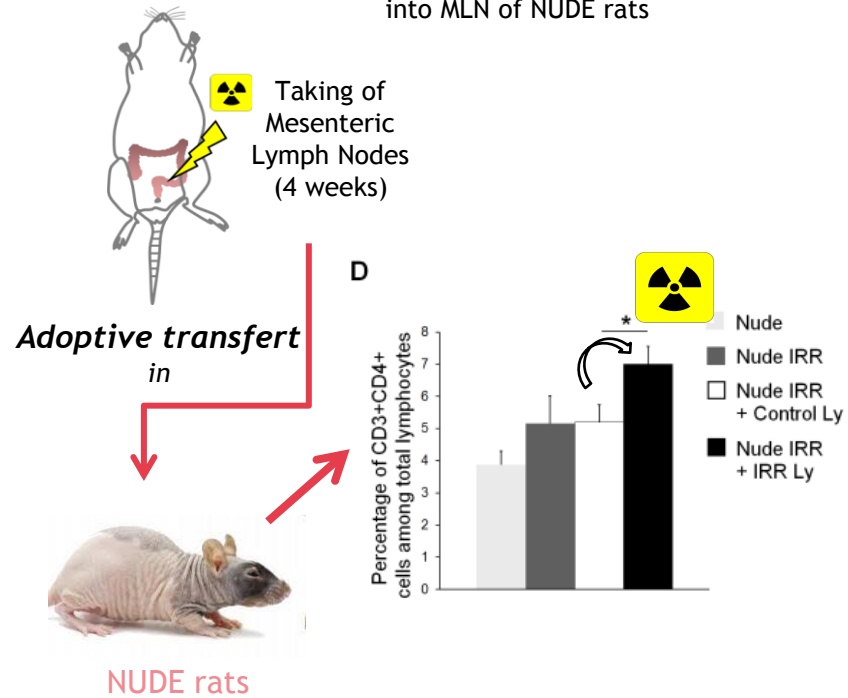 into MLN of NUDE rats
Taking of
Mesenteric
Lymph Nodes
(4 weeks)
Adoptive transfert
in
NUDE rats
D
Percentage of CD3+CD4+
cells among total lymphocytes
8
7
6
5
4
3
2
1
0
*
Nude
Nude IRR
Nude IRR
+ Control Ly
Nude IRR
+ IRR Ly